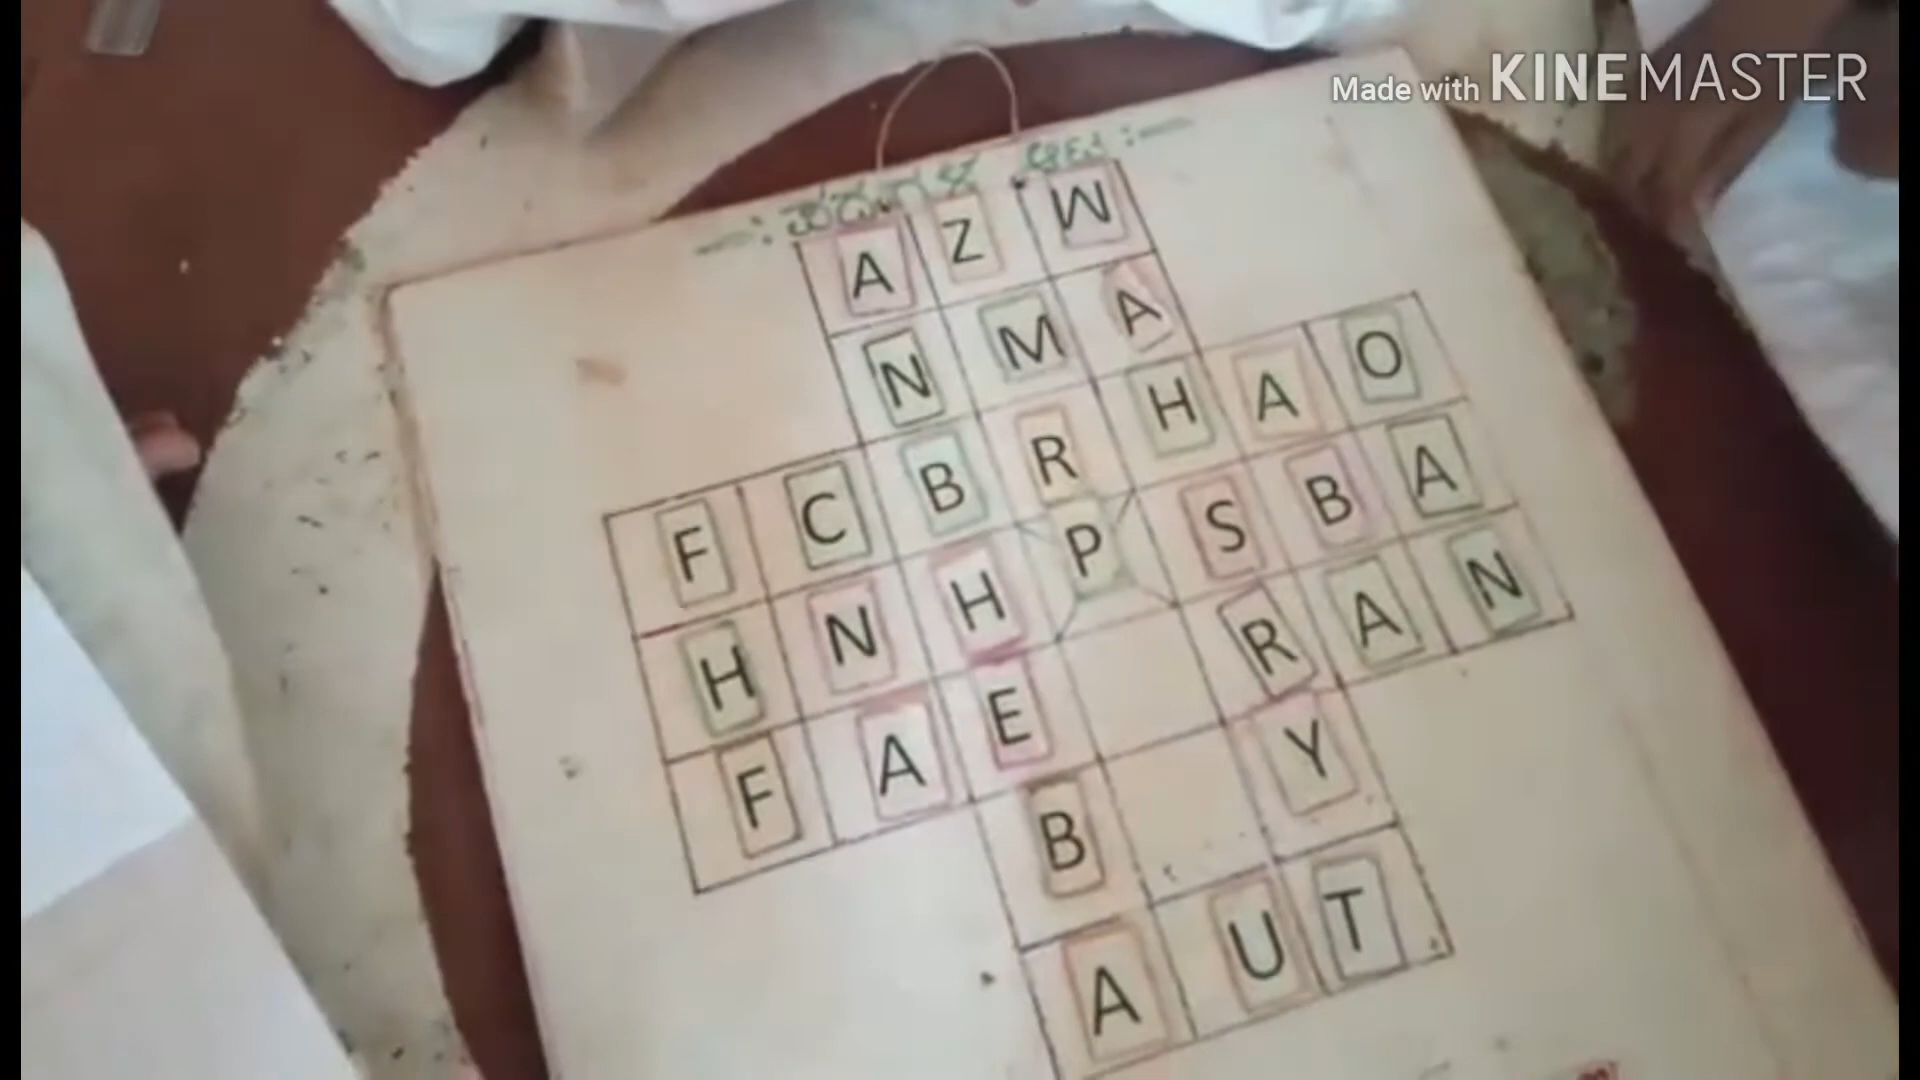 Made with KINEMASTER
A Z W
N M A
F C B R H A O
H N H P S B A
F A E R A N
B Y
A U T